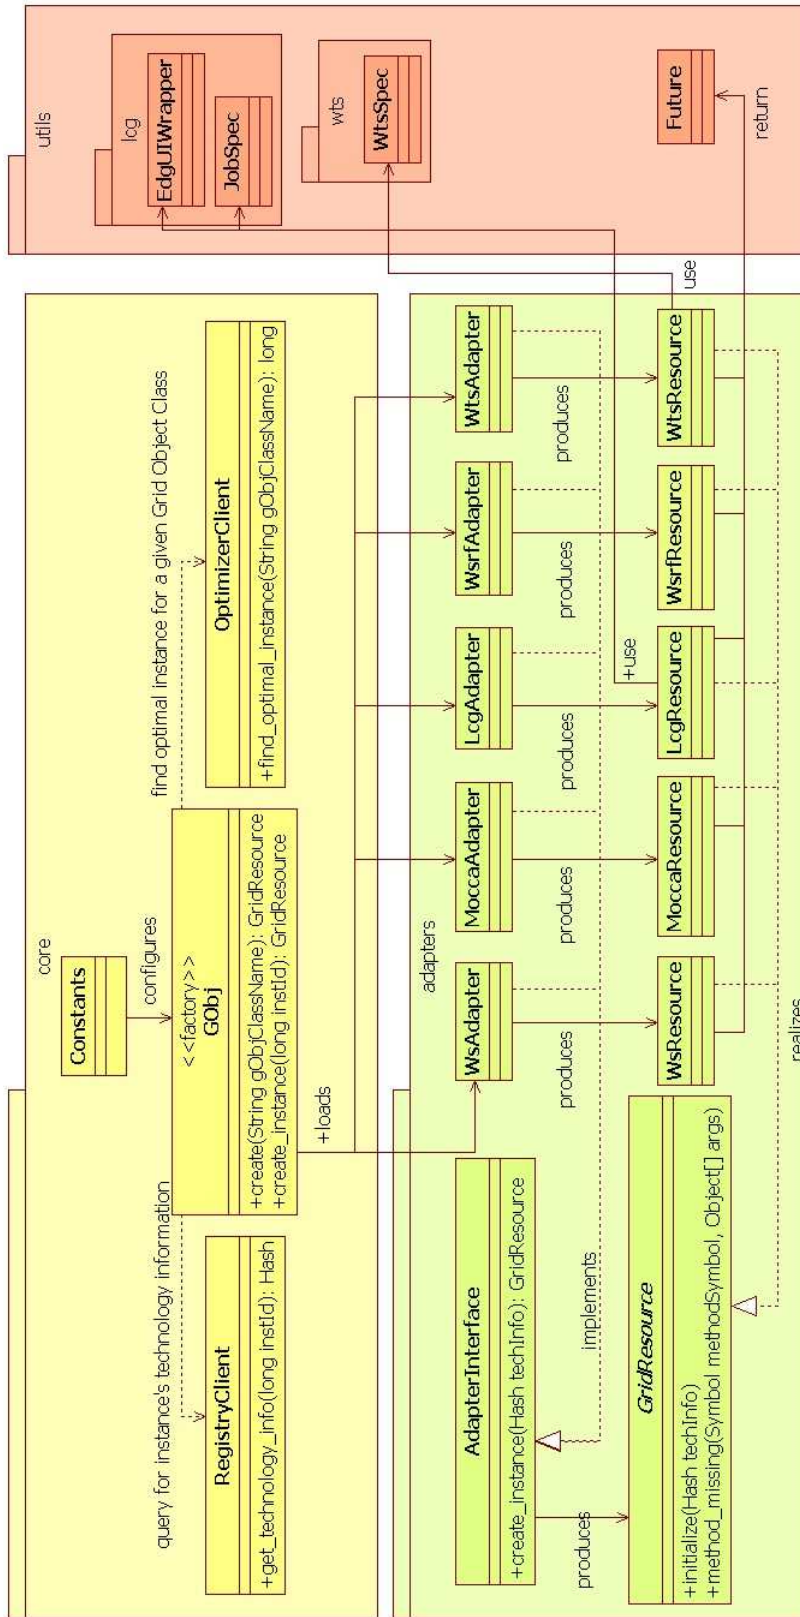 core
Constants
configures
query for instance's technology information
find optimal instance for a given Grid Object Class
<<factory>>
GObj
+create(String gObjClassName): GridResource
+create_instance(long instId): GridResource
RegistryClient
+get_technology_info(long instId): Hash
OptimizerClient
+find_optimal_instance(String gObjClassName): long
+loads
adapters
AdapterInterface
+create_instance(Hash techInfo): GridResource
WsAdapter
MoccaAdapter
LcgAdapter
WsrfAdapter
WtsAdapter
produces
implements
produces
produces
produces
produces
produces
+use
use
GridResource
+initialize(Hash techInfo)
+method_missing(Symbol methodSymbol, Object[] args)
WsResource
MoccaResource
LcgResource
WsrfResource
WtsResource
realizes
utils
lcg
EdgUIWrapper
JobSpec
wts
WtsSpec
Future
return